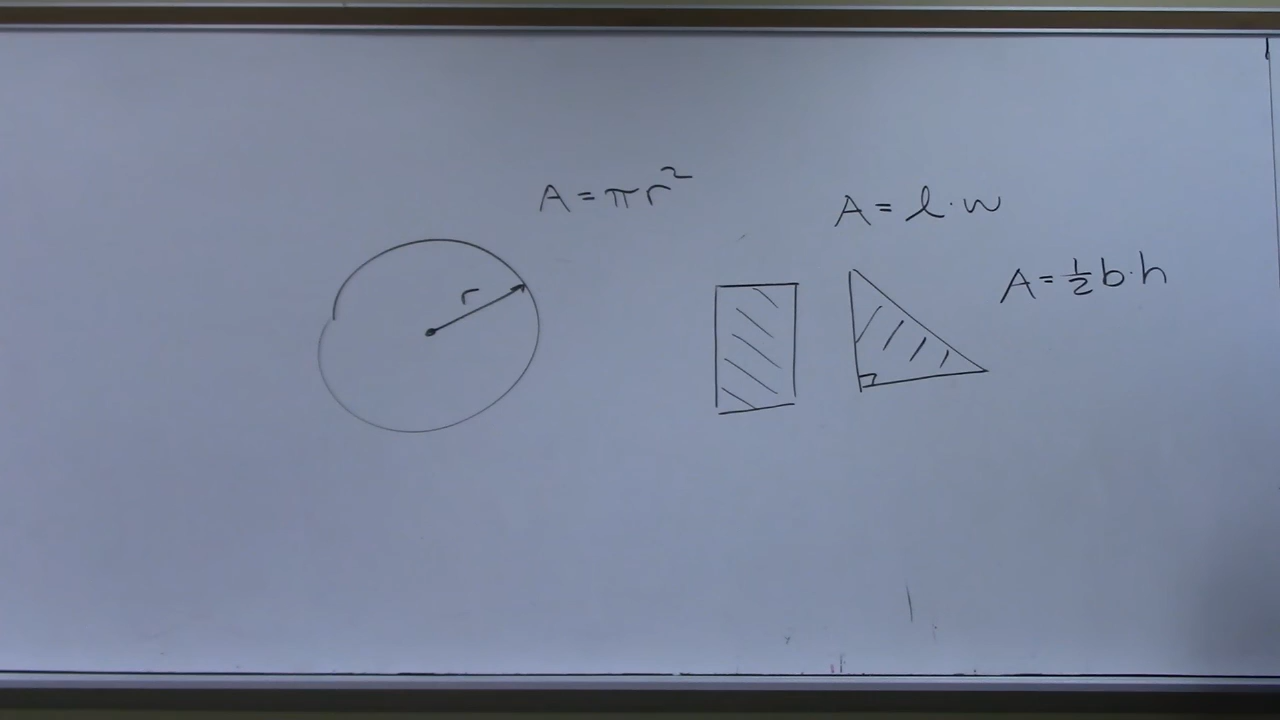 A = πr²
r
A = l · w
A = ½ b · h